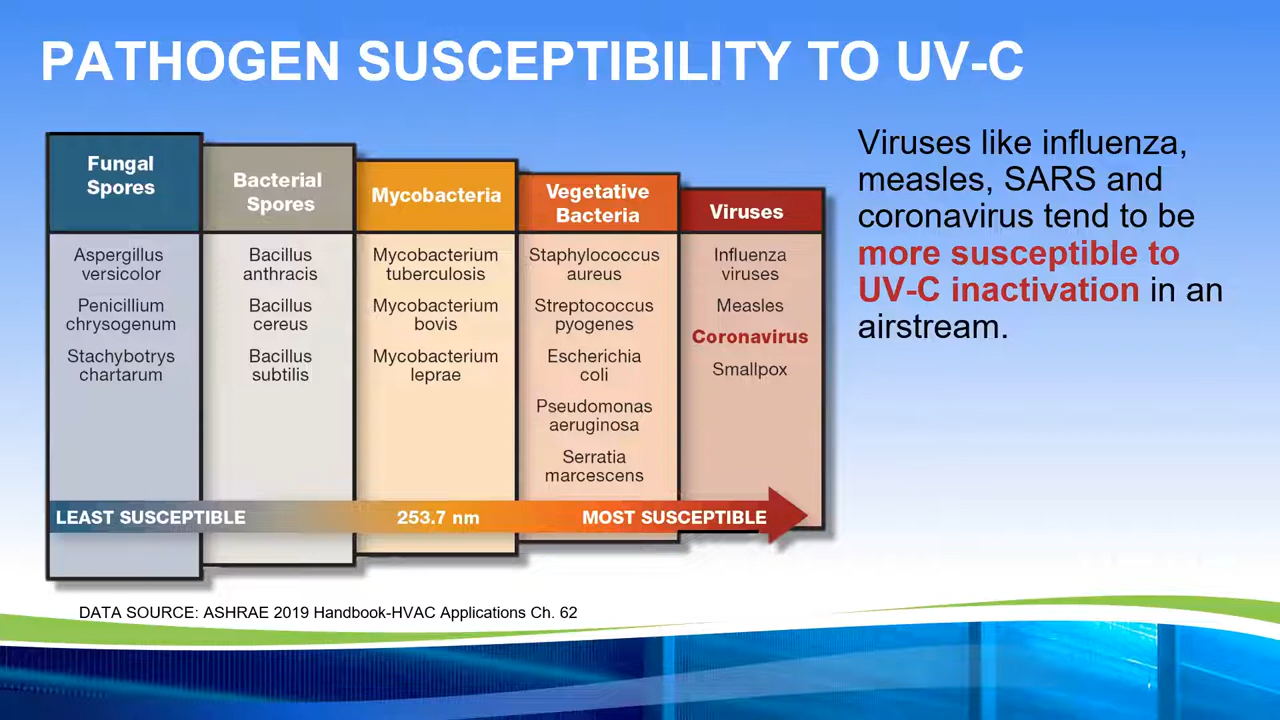 PATHOGEN SUSCEPTIBILITY TO UV-C
Fungal
Spores
Aspergillus
versicolor
Penicillium
chrysogenum
Stachybotrys
chartarum
Bacterial
Spores
Bacillus
anthracis
Bacillus
cereus
Bacillus
subtilis
Mycobacteria
Mycobacterium
tuberculosis
Mycobacterium
bovis
Mycobacterium
leprae
Vegetative
Bacteria
Staphylococcus
aureus
Streptococcus
pyogenes
Escherichia
coli
Pseudomonas
aeruginosa
Serratia
marcescens
Viruses
Influenza
viruses
Measles
Coronavirus
Smallpox
LEAST SUSCEPTIBLE 253.7 nm MOST SUSCEPTIBLE
Viruses like influenza,
measles, SARS and
coronavirus tend to be
more susceptible to
UV-C inactivation in an
airstream.
DATA SOURCE: ASHRAE 2019 Handbook-HVAC Applications Ch. 62